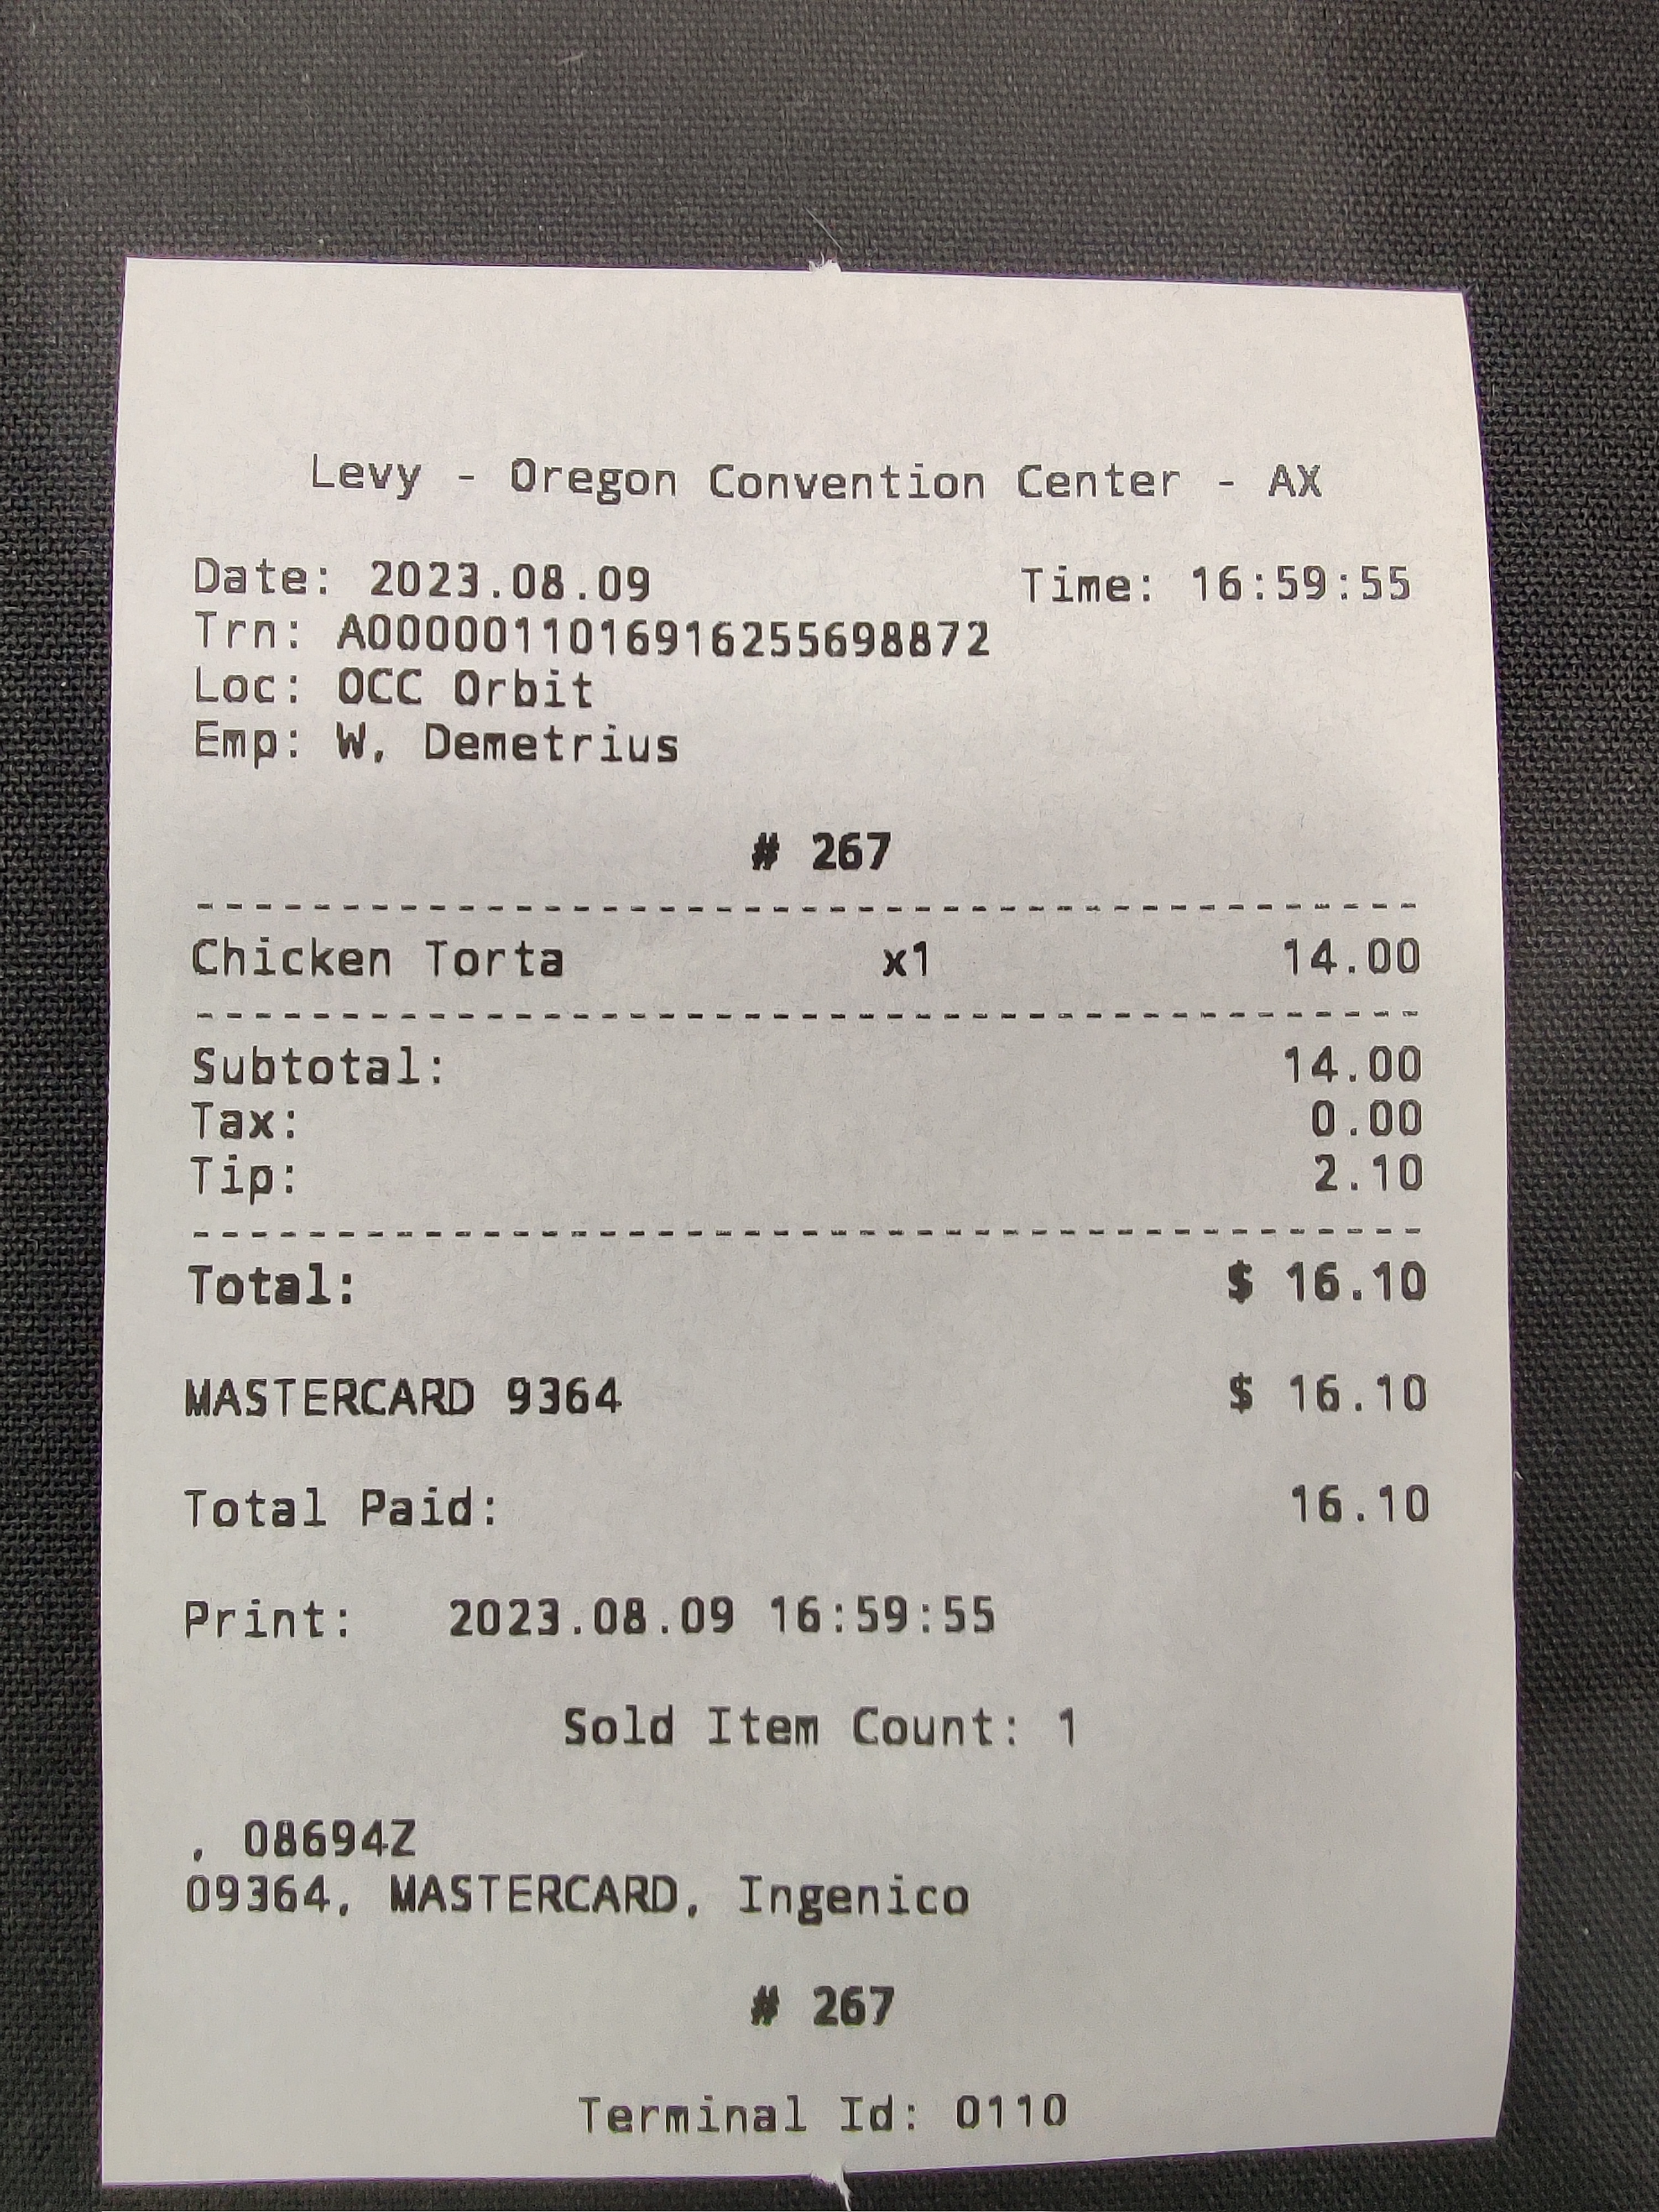 Levy - Oregon Convention Center - AX
Date: 2023.08.09 Time: 16:59:55
Trn: A0000011016916255698872
Loc: OCC Orbit
Emp: W, Demetrius
# 267
Chicken Torta x1 14.00
Subtotal: 14.00
Tax: 0.00
Tip: 2.10
Total: $ 16.10
MASTERCARD 9364 $ 16.10
Total Paid: 16.10
Print: 2023.08.09 16:59:55
Sold Item Count: 1
, 08694Z
09364, MASTERCARD, Ingenico
# 267
Terminal Id: 0110